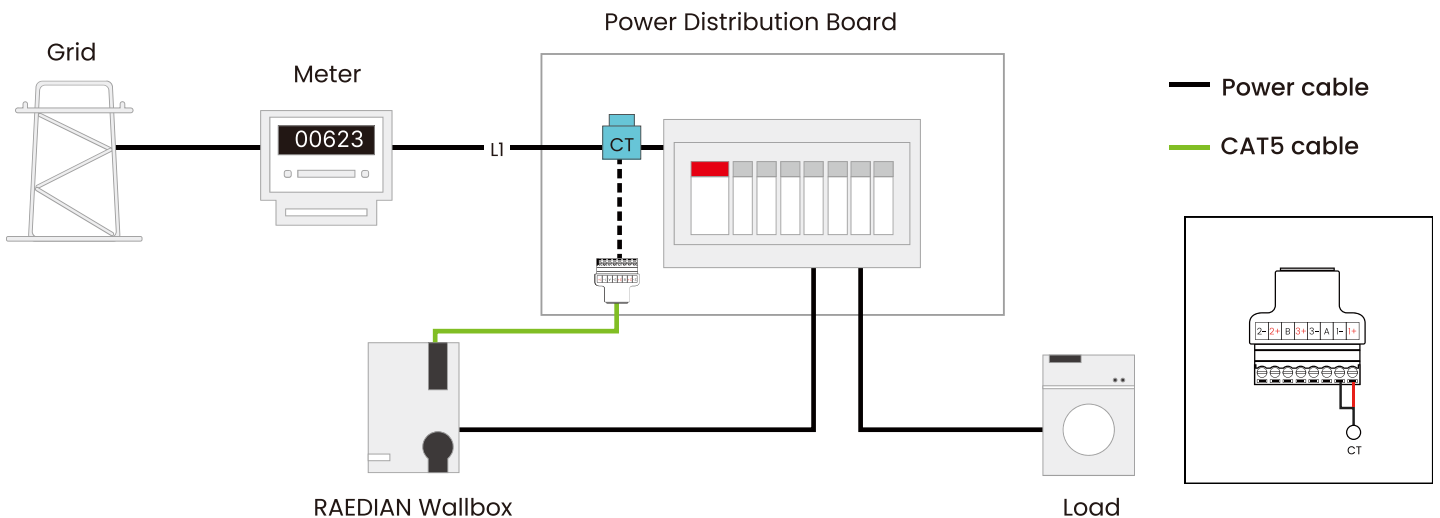 Power Distribution Board
Grid
Meter
00623
L1
CT
Power cable
CAT5 cable
2- 2+ B 3+ 3- A 1- 1+
CT
RAEDIAN Wallbox
Load